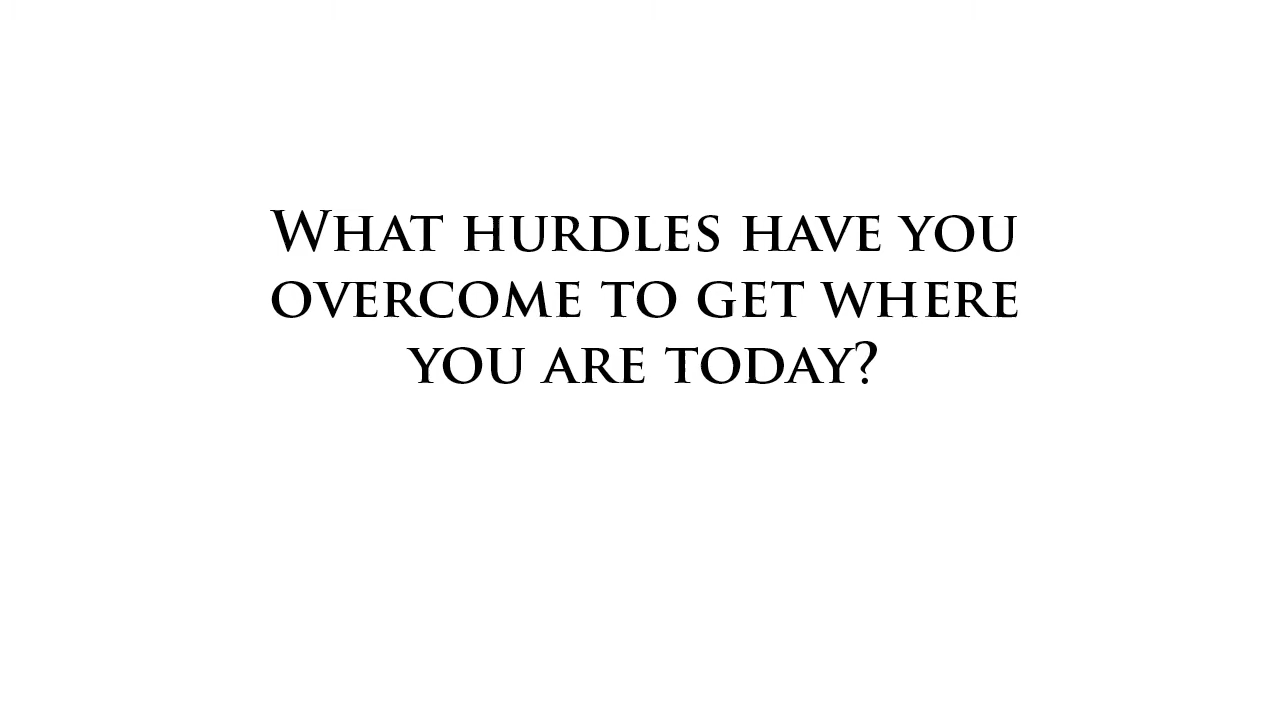 What hurdles have you
overcome to get where
you are today?